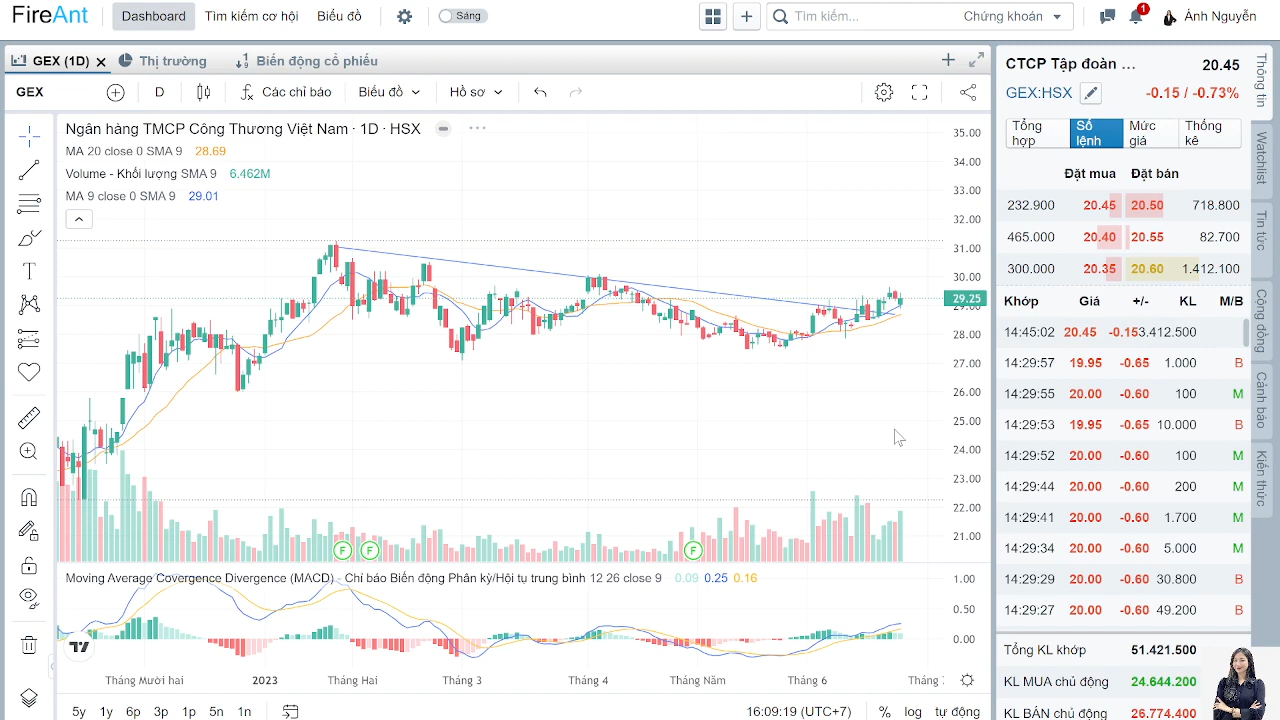 FireAnt
Dashboard
Tìm kiếm cơ hội
Biểu đồ
Sáng
Tìm kiếm...
Chứng khoán
1
Ánh Nguyễn
GEX (1D)
Thị trường
Biến động cổ phiếu
GEX
D
Các chỉ báo
Biểu đồ
Hồ sơ
Ngân hàng TMCP Công Thương Việt Nam · 1D · HSX
MA 20 close 0 SMA 9 28.69
Volume - Khối lượng SMA 9 6.462M
MA 9 close 0 SMA 9 29.01
35.00
34.00
33.00
32.00
31.00
30.00
29.25
29.00
28.00
27.00
26.00
25.00
24.00
23.00
22.00
21.00
F
F
F
Moving Average Covergence Divergence (MACD) - Chỉ báo Biến động Phân kỳ/Hội tụ trung bình 12 26 close 9 0.09 0.25 0.16
1.00
0.50
0.00
Tháng Mười hai
2023
Tháng Hai
Tháng 3
Tháng 4
Tháng Năm
Tháng 6
5y 1y 6p 3p 1p 5n 1n
16:09:19 (UTC+7) % log tự động
CTCP Tập đoàn ... 20.45
GEX:HSX -0.15 / -0.73%
Tổng hợp
Sổ lệnh
Mức giá
Thống kê
Đặt mua Đặt bán
232.900 20.45 20.50 718.800
465.000 20.40 20.55 82.700
300.000 20.35 20.60 1.412.100
Khớp Giá +/- KL M/B
14:45:02 20.45 -0.15 3.412.500
14:29:57 19.95 -0.65 1.000 B
14:29:55 20.00 -0.60 100 M
14:29:53 19.95 -0.65 10.000 B
14:29:52 20.00 -0.60 100 M
14:29:44 20.00 -0.60 200 M
14:29:41 20.00 -0.60 1.700 M
14:29:34 20.00 -0.60 5.000 M
14:29:29 20.00 -0.60 30.800 B
14:29:27 20.00 -0.60 49.200 B
Tổng KL khớp 51.421.500
KL MUA chủ động 24.644.200
KL BÁN chủ động 26.774.400
Thông tin
Watchlist
Tin tức
Cộng đồng
Cảnh báo
Kiến thức